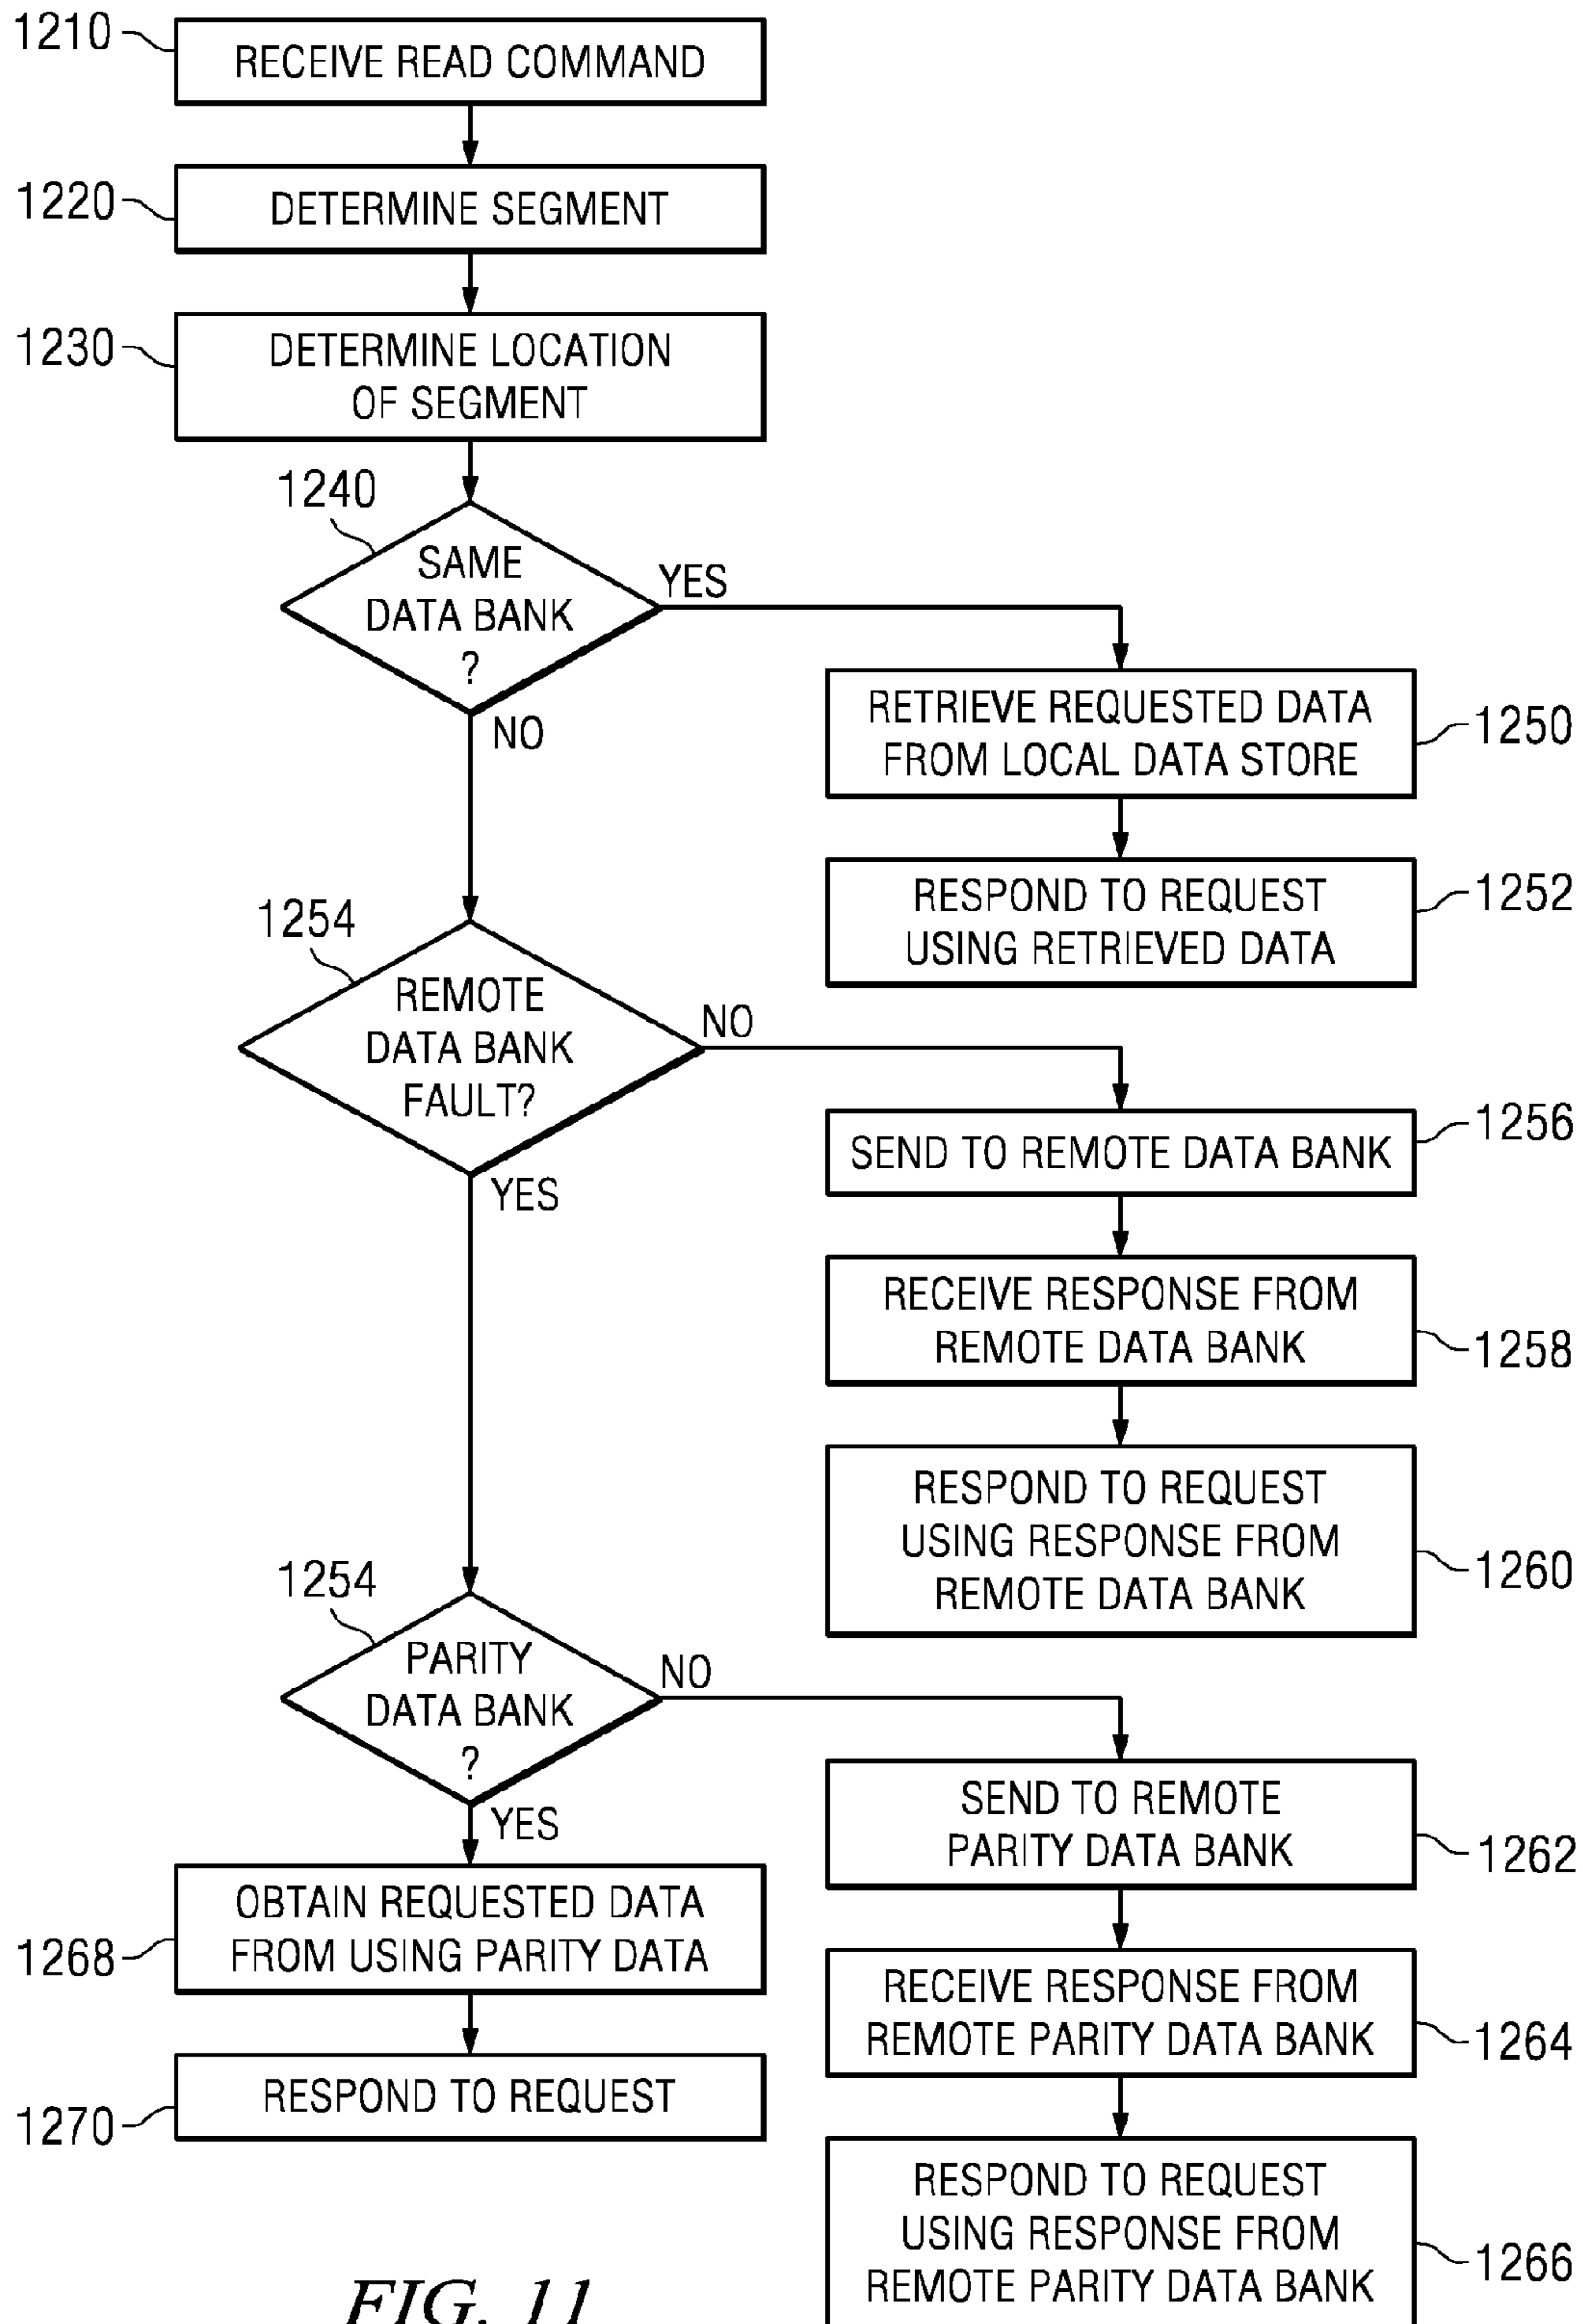 1210
RECEIVE READ COMMAND
1220
DETERMINE SEGMENT
1230
DETERMINE LOCATION
OF SEGMENT
1240
SAME
DATA BANK
?
YES
NO
RETRIEVE REQUESTED DATA
FROM LOCAL DATA STORE
1250
RESPOND TO REQUEST
USING RETRIEVED DATA
1252
1254
REMOTE
DATA BANK
FAULT?
NO
YES
SEND TO REMOTE DATA BANK
1256
RECEIVE RESPONSE FROM
REMOTE DATA BANK
1258
RESPOND TO REQUEST
USING RESPONSE FROM
REMOTE DATA BANK
1260
1254
PARITY
DATA BANK
?
NO
YES
SEND TO REMOTE
PARITY DATA BANK
1262
OBTAIN REQUESTED DATA
FROM USING PARITY DATA
1268
RECEIVE RESPONSE FROM
REMOTE PARITY DATA BANK
1264
RESPOND TO REQUEST
1270
RESPOND TO REQUEST
USING RESPONSE FROM
REMOTE PARITY DATA BANK
1266
FIG. 11